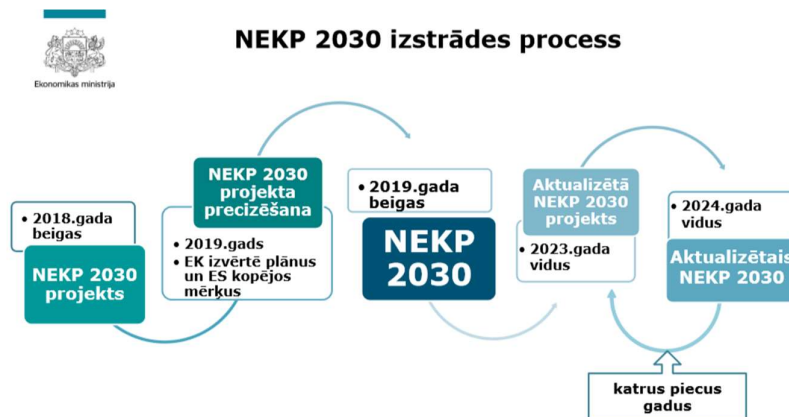 Ekonomikas ministrija
NEKP 2030 izstrādes process
• 2018.gada
beigas
NEKP 2030
projekts
NEKP 2030
projekta
precizēšana
• 2019.gads
• EK izvērtē plānus
un ES kopējos
mērķus
• 2019.gada
beigas
NEKP
2030
Aktualizētā
NEKP 2030
projekts
• 2023.gada
vidus
• 2024.gada
vidus
Aktualizētais
NEKP 2030
katrus piecus
gadus